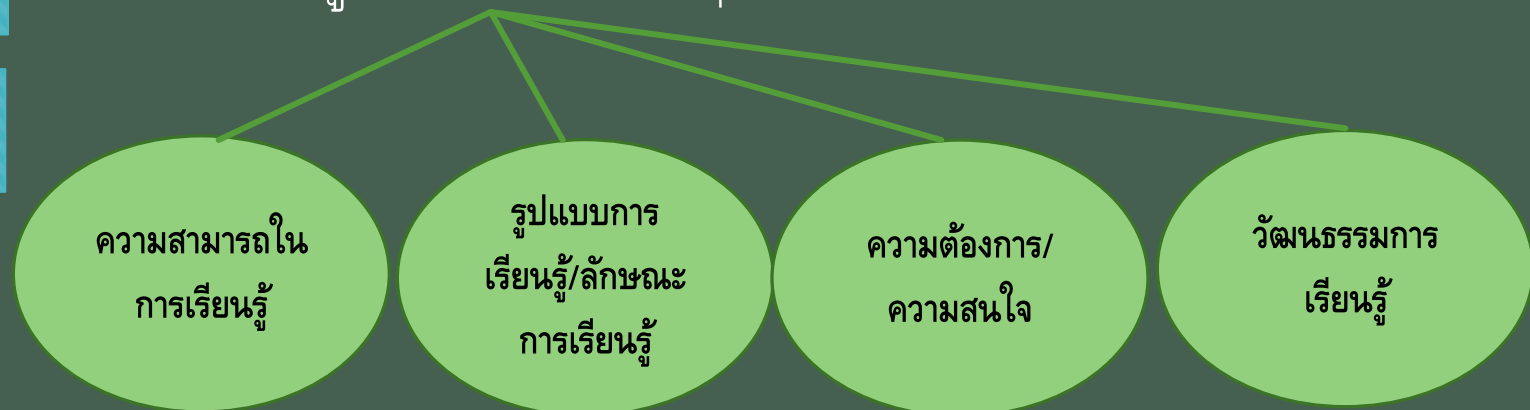 ความสามารถใน
การเรียนรู้
รูปแบบการ
เรียนรู้/ลักษณะ
การเรียนรู้
ความต้องการ/
ความสนใจ
วัฒนธรรมการ
เรียนรู้